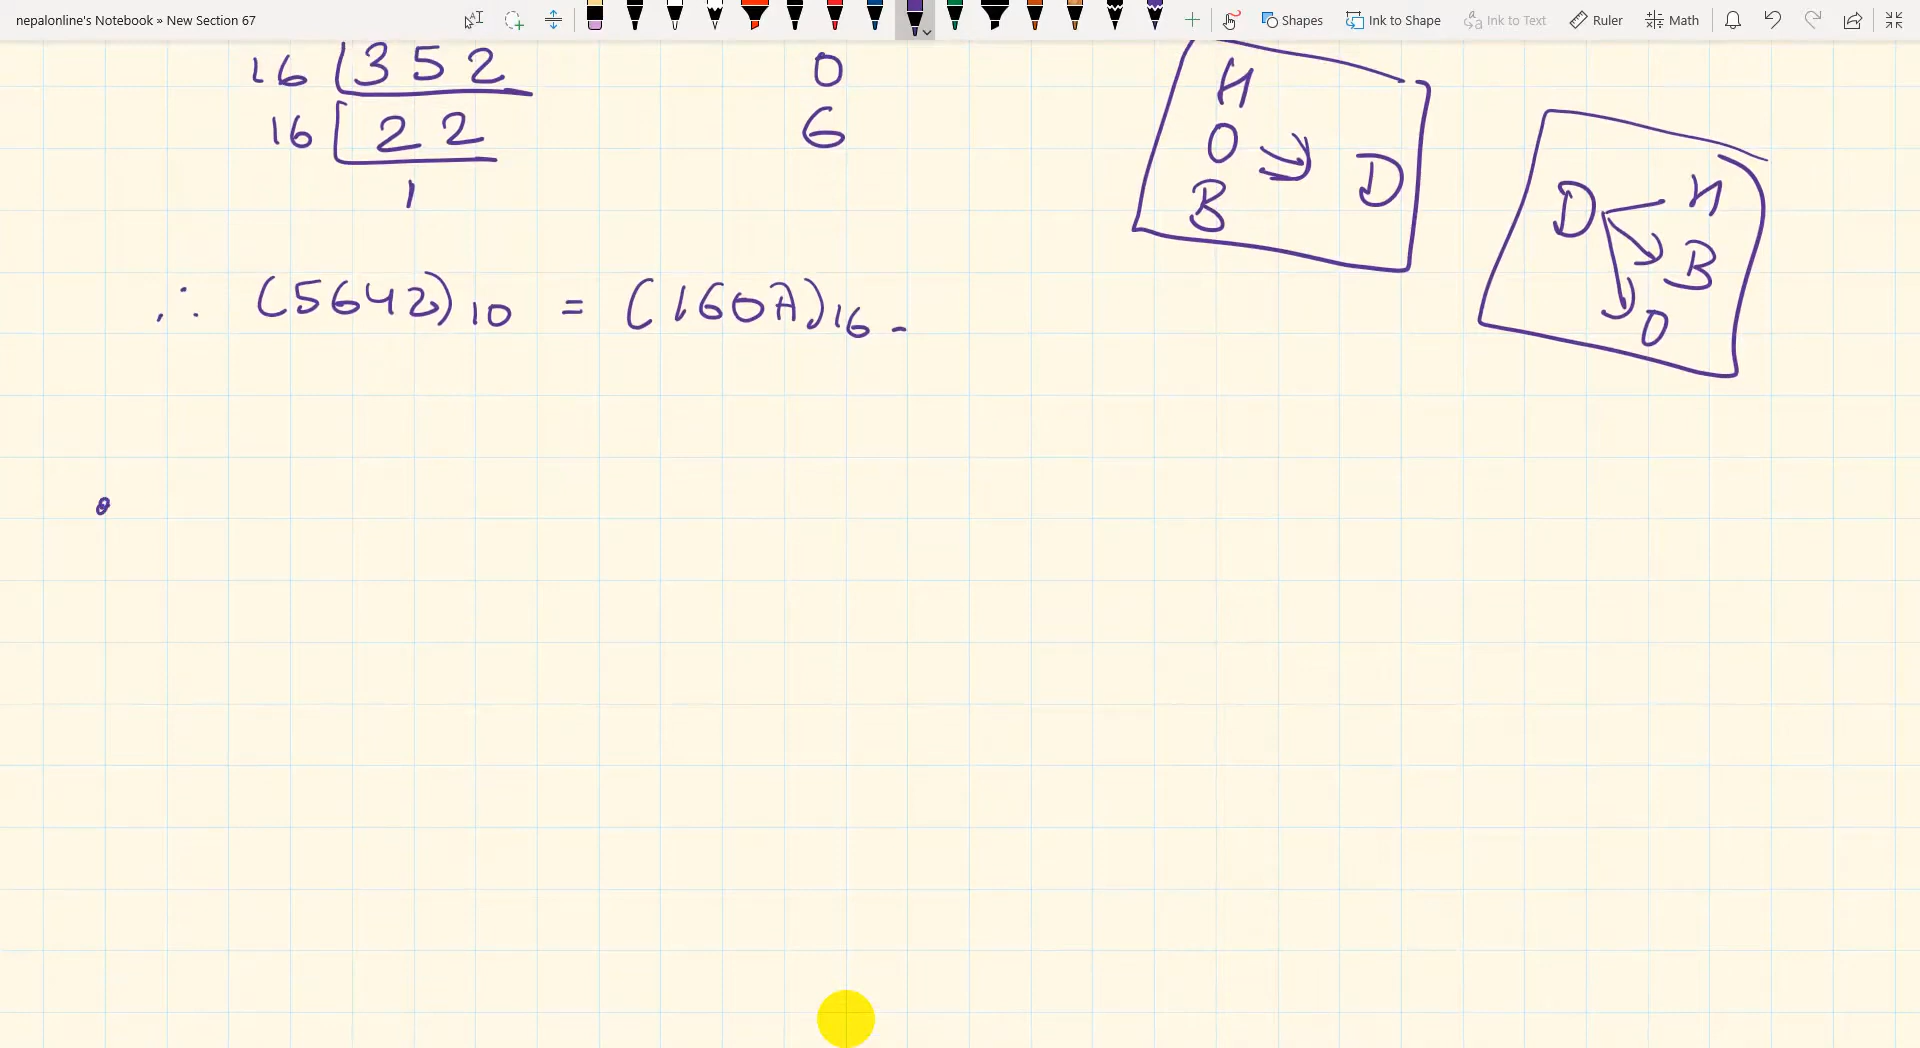 nepalonline's Notebook » New Section 67
Shapes
Ink to Shape
Ink to Text
Ruler
Math
16 352 0
16 22 6
1
∴ (5642)10 = (160A)16 -
H
O
B
D
D
H
B
O